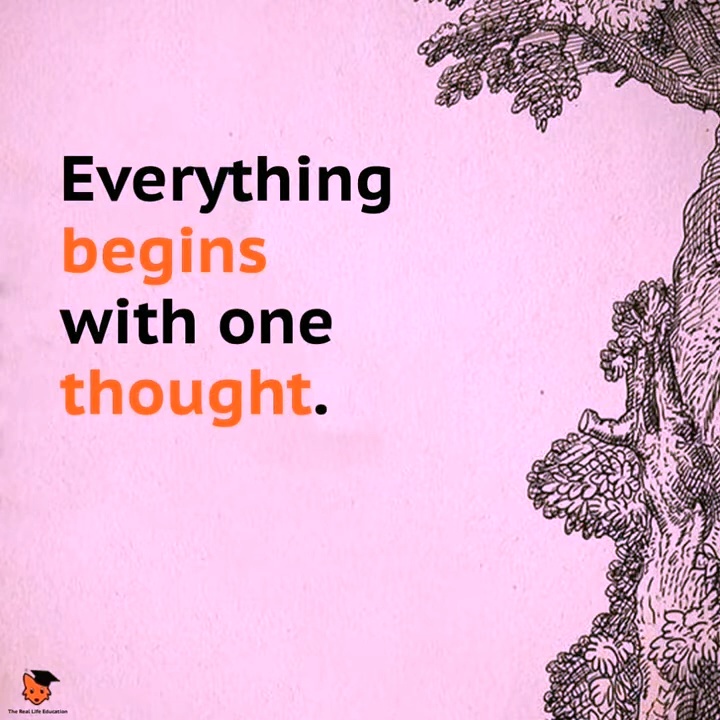 Everything
begins
with one
thought.
The Real Life Education